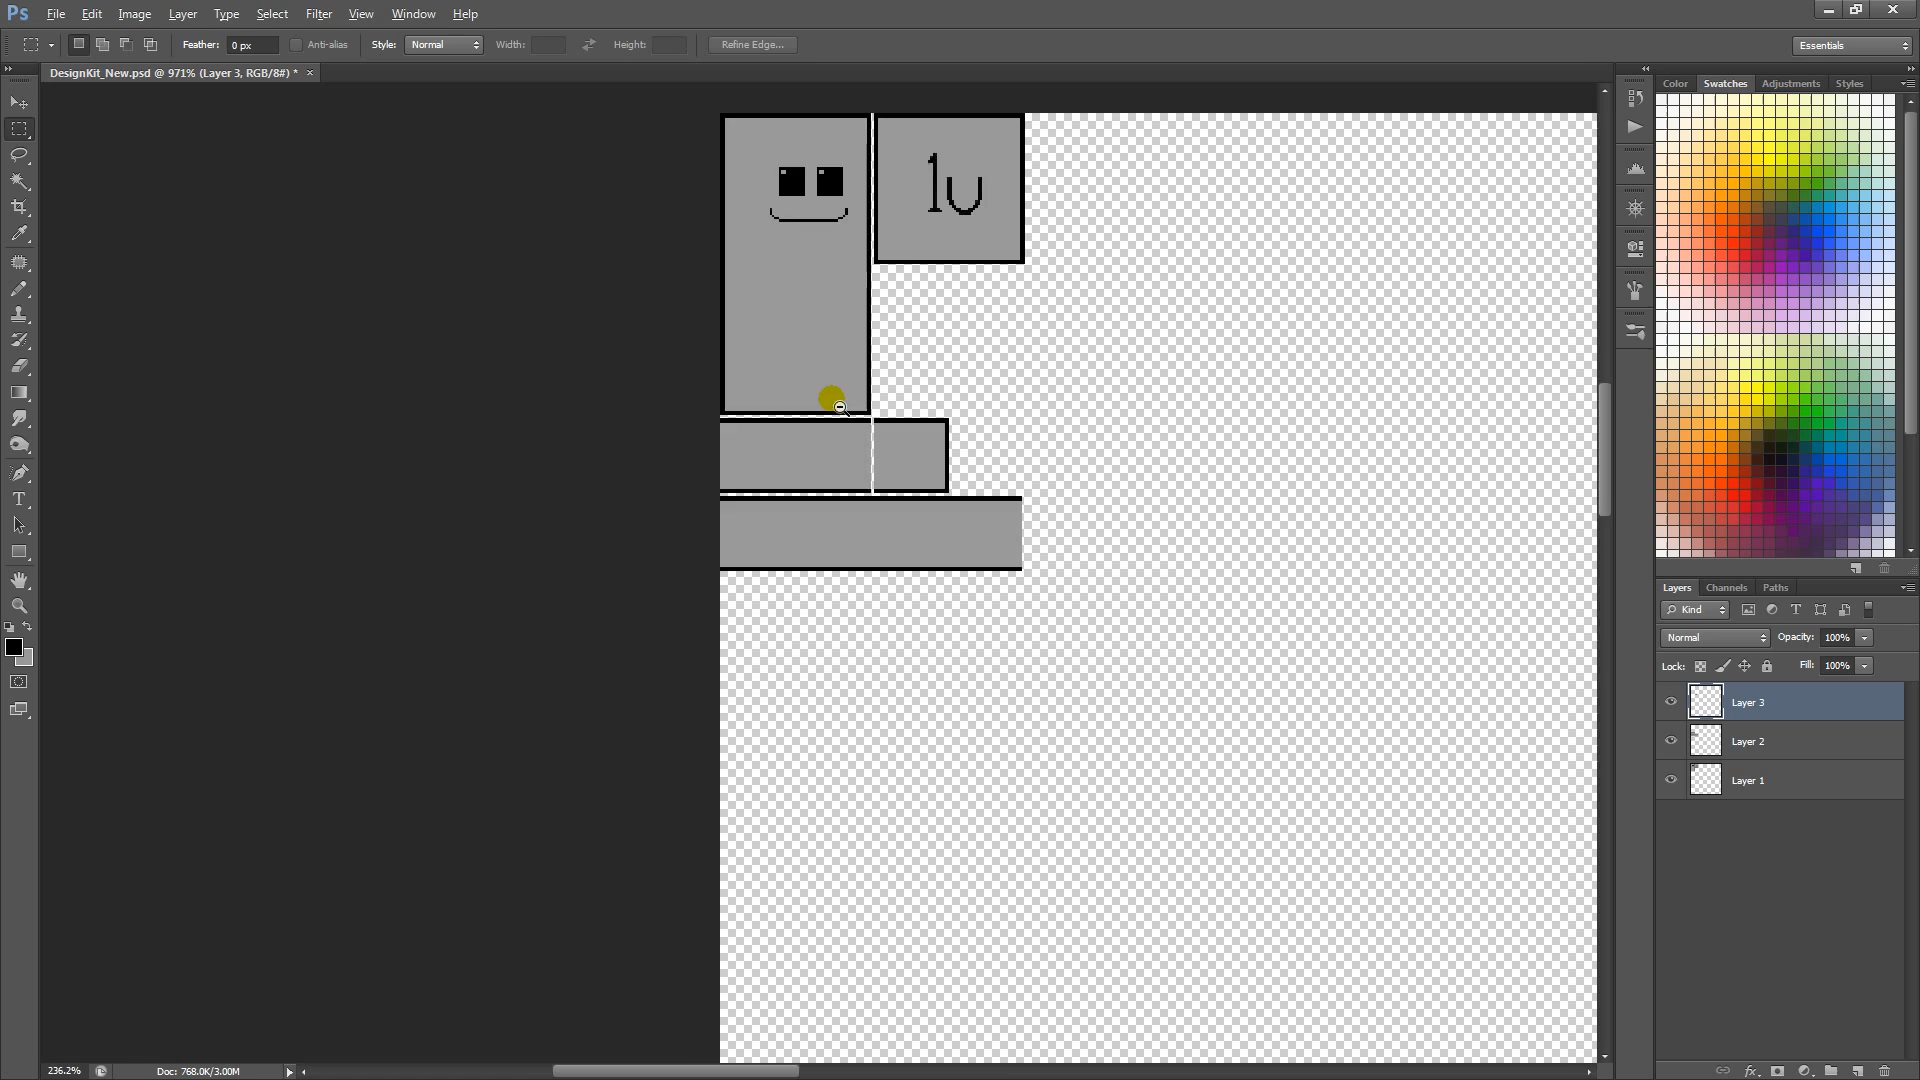 Ps File Edit Image Layer Type Select Filter View Window Help
Feather: 0 px Anti-alias Style: Normal Width: Height: Refine Edge... Essentials
DesignKit_New.psd @ 971% (Layer 3, RGB/8#) * ×
Color Swatches Adjustments Styles
1u
Layers Channels Paths
Kind
Normal Opacity: 100%
Lock: Fill: 100%
Layer 3
Layer 2
Layer 1
236.2% Doc: 768.0K/3.00M